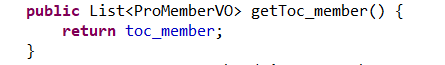 public List<ProMemberVO> getToc_member() {
    return toc_member;
}